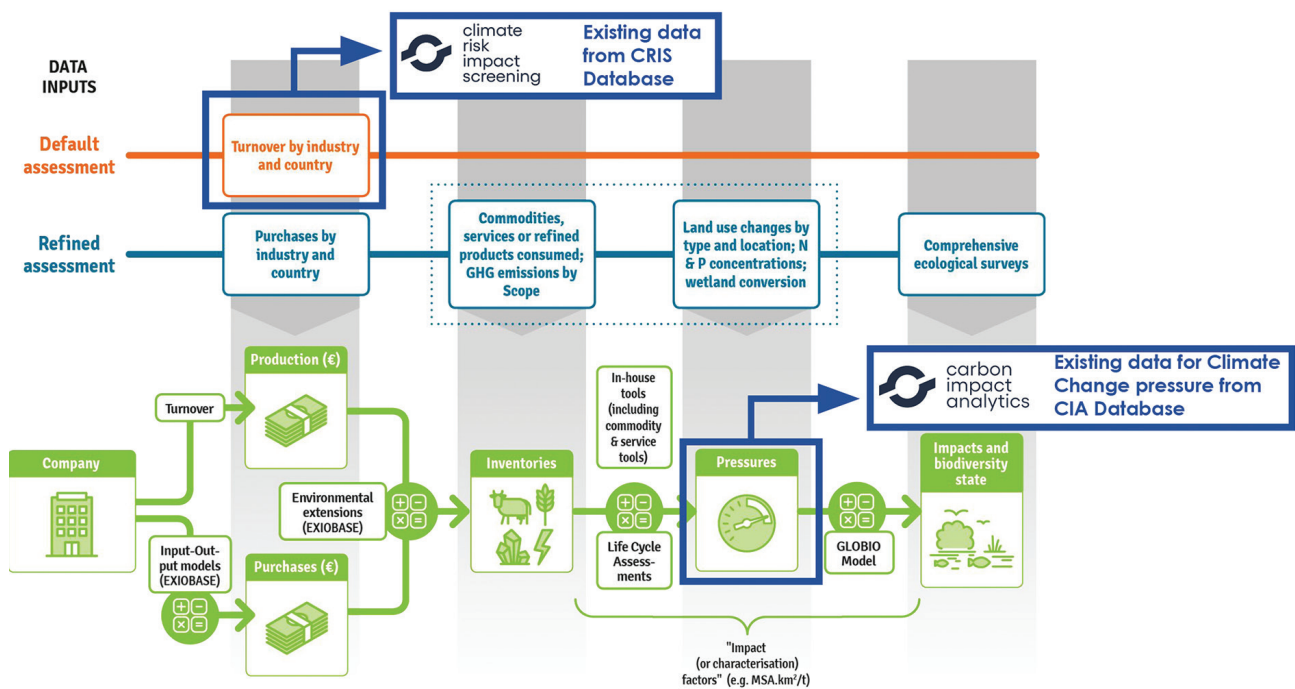 DATA
INPUTS
climate
risk
impact
screening
Existing data
from CRIS
Database
Default
assessment
Turnover by industry
and country
Refined
assessment
Purchases by
industry and
country
Commodities,
services or refined
products consumed;
GHG emissions by
Scope
Land use changes by
type and location; N
& P concentrations;
wetland conversion
Comprehensive
ecological surveys
carbon
impact
analytics
Existing data for Climate
Change pressure from
CIA Database
Company
Turnover
Input-Out-
put models
(EXIOBASE)
Production (€)
Purchases (€)
Environmental
extensions
(EXIOBASE)
Inventories
In-house
tools
(including
commodity
& service
tools)
Life Cycle
Assess-
ments
Pressures
GLOBIO
Model
Impacts and
biodiversity
state
"Impact
(or characterisation)
factors" (e.g. MSA.km²/t)